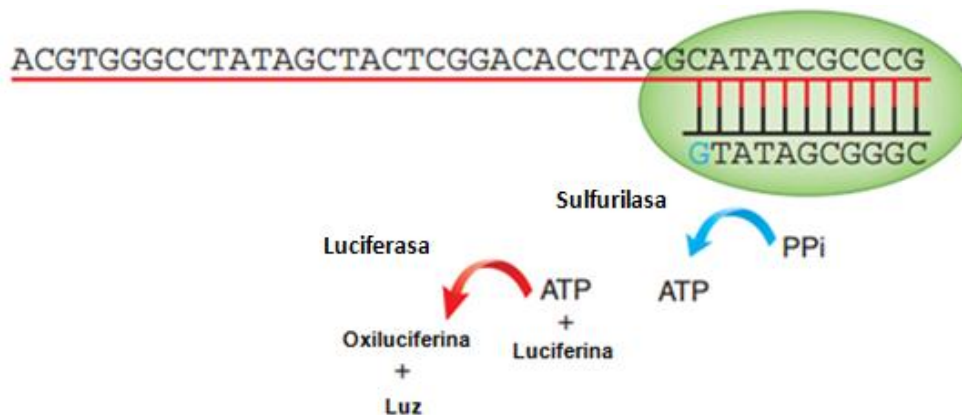 ACGTGGGCCTATAGCTACTCGGACACCTACGCATATCGCCCG
GTATAGCGGGC
Sulfurilasa
Luciferasa
PPi
ATP
ATP
+
Luciferina
Oxiluciferina
+
Luz